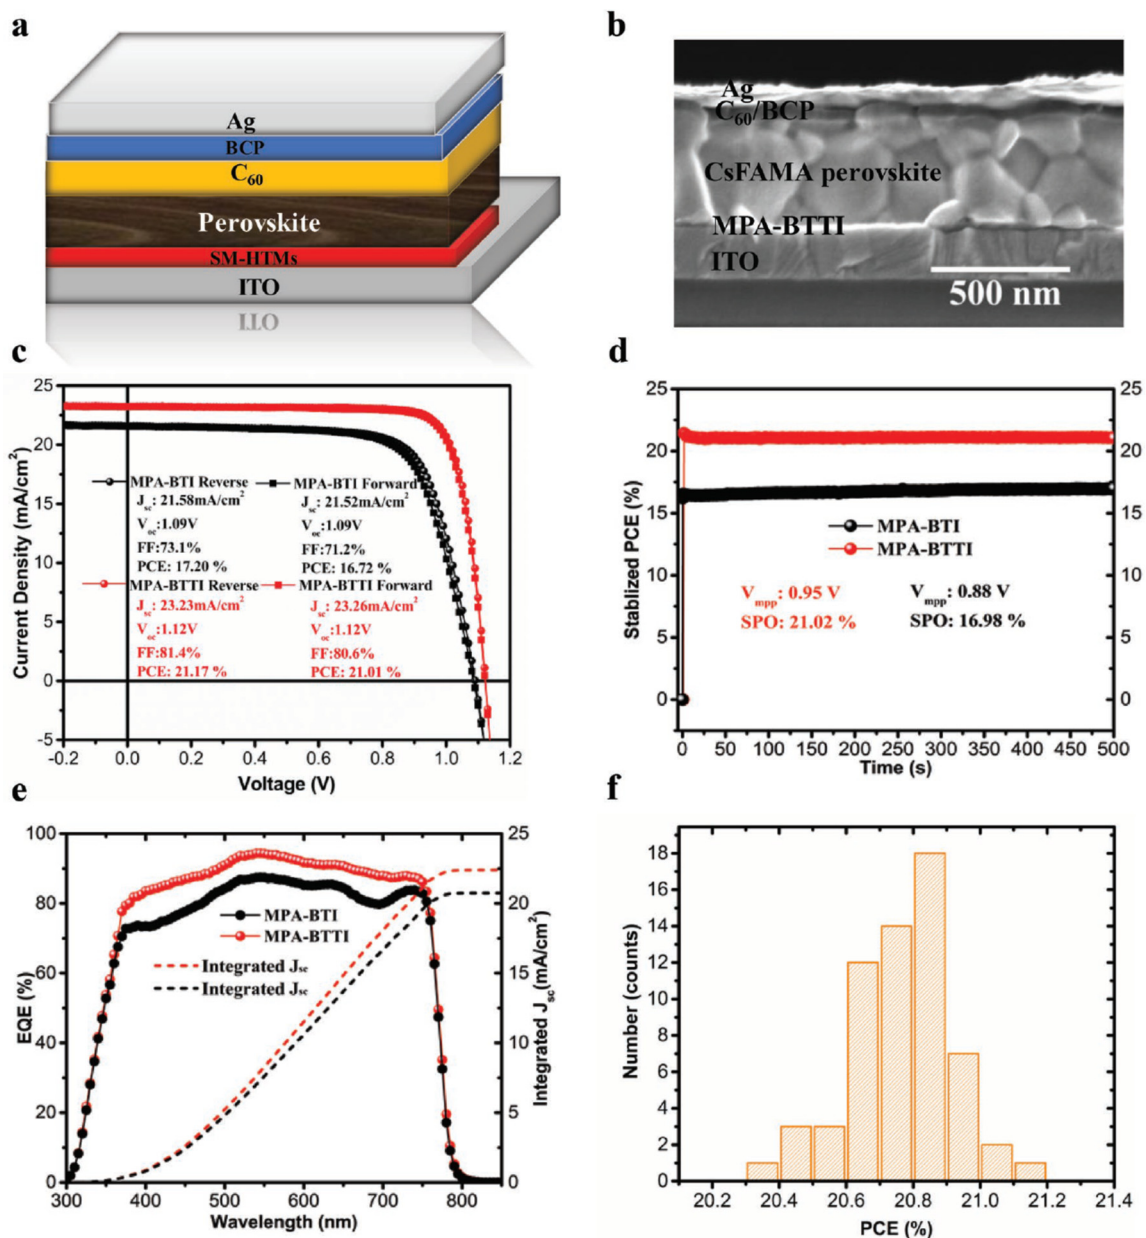 a
Ag
BCP
C60
Perovskite
SM-HTMs
ITO
ITO
b
Ag
C60/BCP
CsFAMA perovskite
MPA-BTTI
ITO
500 nm
c
25
20
15
10
5
0
-5
-0.2 0.0 0.2 0.4 0.6 0.8 1.0 1.2
Current Density (mA/cm2)
Voltage (V)
MPA-BTI Reverse
Jsc: 21.58mA/cm2
Voc:1.09V
FF:73.1%
PCE: 17.20 %
MPA-BTI Forward
Jsc: 21.52mA/cm2
Voc:1.09V
FF:71.2%
PCE: 16.72 %
MPA-BTTI Reverse
Jsc: 23.23mA/cm2
Voc:1.12V
FF:81.4%
PCE: 21.17 %
MPA-BTTI Forward
Jsc: 23.26mA/cm2
Voc:1.12V
FF: 80.6%
PCE: 21.01 %
d
25
20
15
10
5
0
25
20
15
10
5
0
0 50 100 150 200 250 300 350 400 450 500
Stablized PCE (%)
Time (s)
MPA-BTI
MPA-BTTI
Vmpp: 0.95 V
SPO: 21.02 %
Vmpp: 0.88 V
SPO: 16.98 %
e
100
80
60
40
20
0
25
20
15
10
5
0
300 400 500 600 700 800
EQE (%)
Integrated Jsc(mA/cm2)
Wavelength (nm)
MPA-BTI
MPA-BTTI
Integrated Jsc
Integrated Jsc
f
18
16
14
12
10
8
6
4
2
0
20.2 20.4 20.6 20.8 21.0 21.2 21.4
Number (counts)
PCE (%)